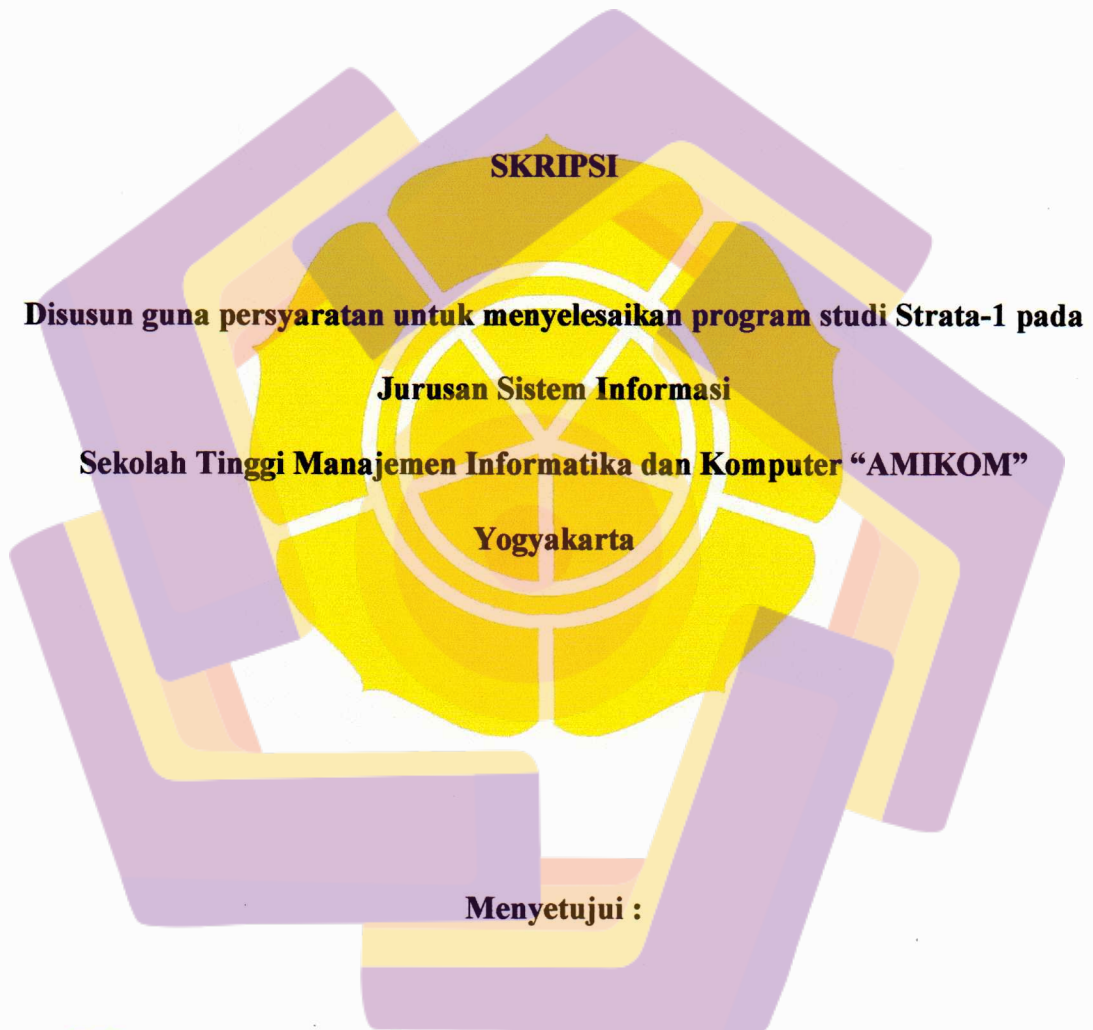 SKRIPSI
Disusun guna persyaratan untuk menyelesaikan program studi Strata-1 pada
Jurusan Sistem Informasi
Sekolah Tinggi Manajemen Informatika dan Komputer “AMIKOM”
Yogyakarta
Menyetujui :